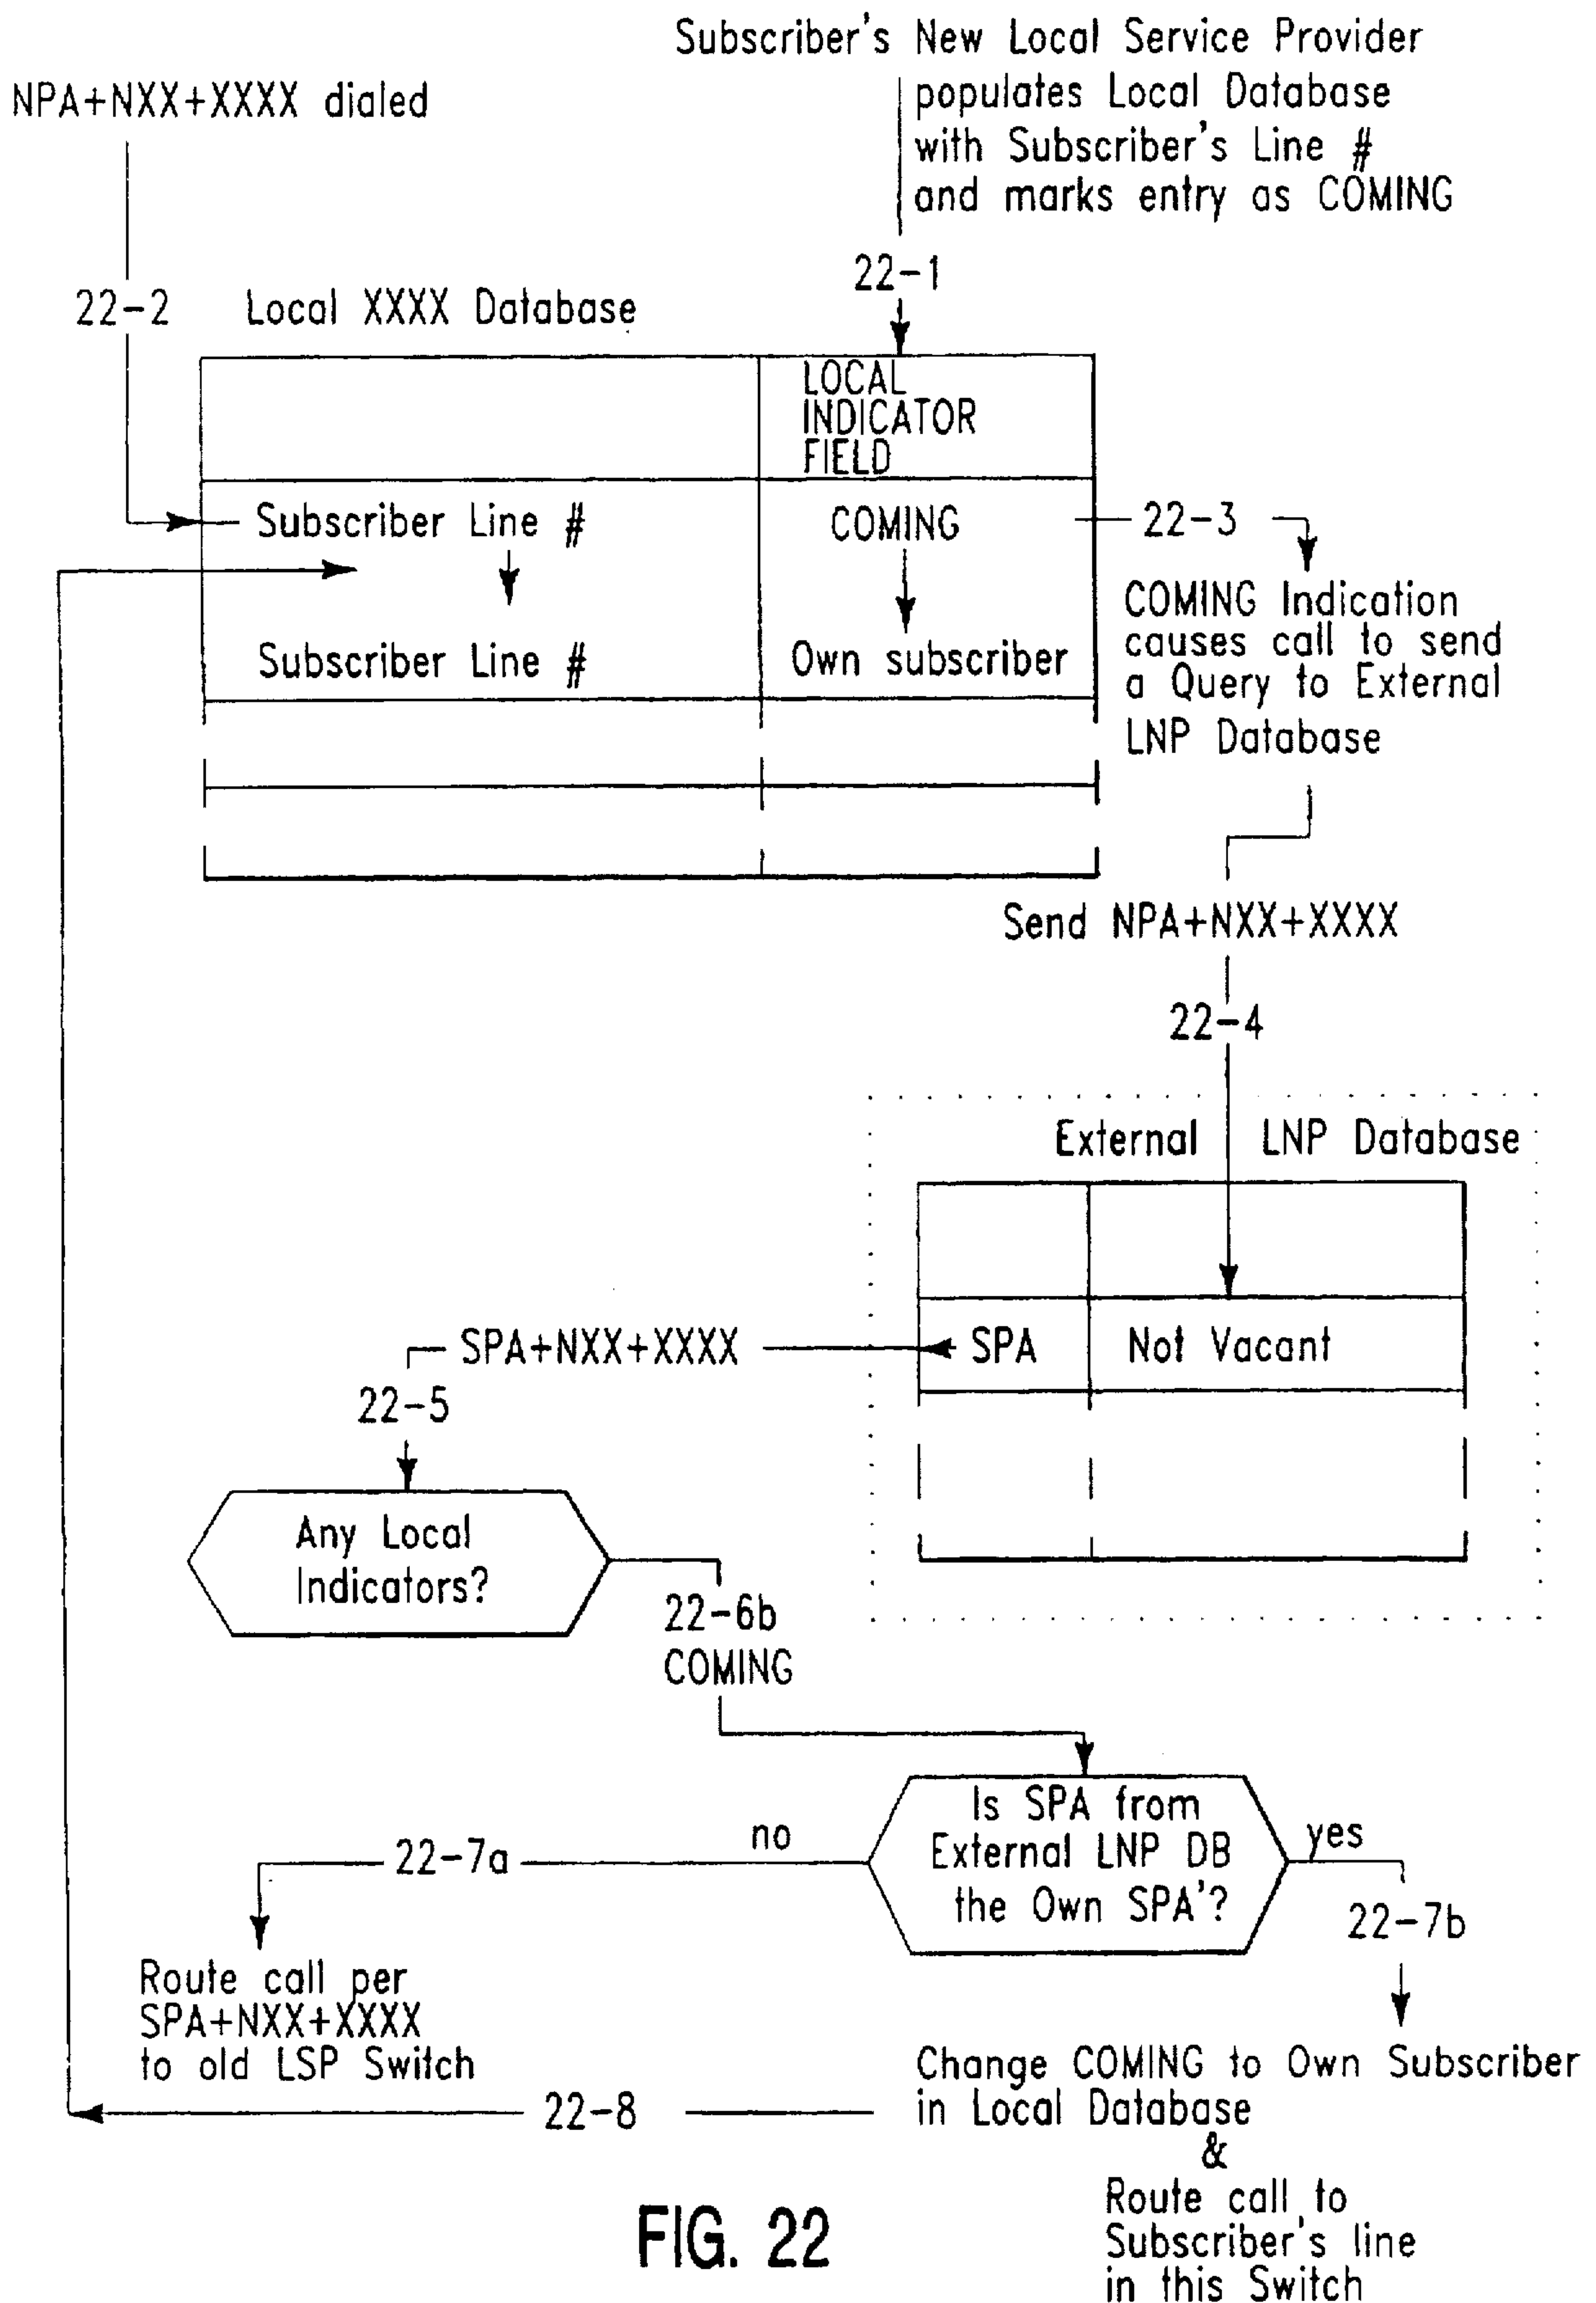 Subscriber's New Local Service Provider
populates Local Database
with Subscriber's Line #
and marks entry as COMING
NPA+NXX+XXXX dialed
22-1
22-2
Local XXXX Database
LOCAL
INDICATOR
FIELD
Subscriber Line #
COMING
22-3
Subscriber Line #
Own subscriber
COMING Indication
causes call to send
a Query to External
LNP Database
Send NPA+NXX+XXXX
22-4
External LNP Database
SPA
Not Vacant
SPA+NXX+XXXX
22-5
Any Local
Indicators?
22-6b
COMING
Is SPA from
External LNP DB
the Own SPA'?
no
yes
22-7a
22-7b
Route call per
SPA+NXX+XXXX
to old LSP Switch
Change COMING to Own Subscriber
in Local Database
&
Route call to
Subscriber's line
in this Switch
22-8
FIG. 22